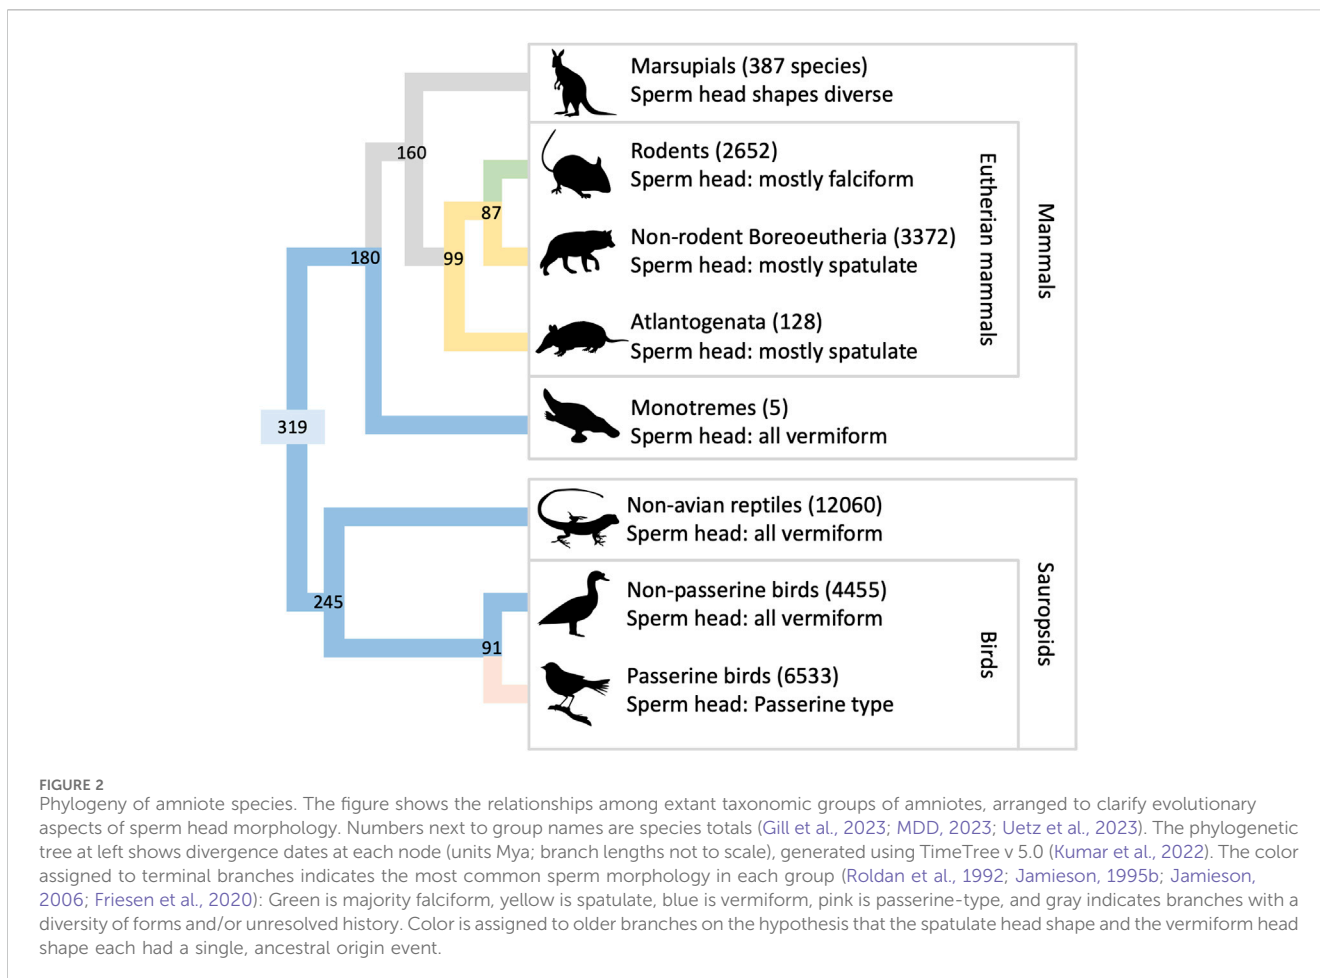 Marsupials (387 species)
Sperm head shapes diverse
Rodents (2652)
Sperm head: mostly falciform
Non-rodent Boreoeutheria (3372)
Sperm head: mostly spatulate
Atlantogenata (128)
Sperm head: mostly spatulate
Eutherian mammals
Monotremes (5)
Sperm head: all vermiform
Mammals
Non-avian reptiles (12060)
Sperm head: all vermiform
Non-passerine birds (4455)
Sperm head: all vermiform
Passerine birds (6533)
Sperm head: Passerine type
Birds
Sauropsids
160
87
180
99
319
245
91
FIGURE 2
Phylogeny of amniote species. The figure shows the relationships among extant taxonomic groups of amniotes, arranged to clarify evolutionary
aspects of sperm head morphology. Numbers next to group names are species totals (Gill et al., 2023; MDD, 2023; Uetz et al., 2023). The phylogenetic
tree at left shows divergence dates at each node (units Mya; branch lengths not to scale), generated using TimeTree v 5.0 (Kumar et al., 2022). The color
assigned to terminal branches indicates the most common sperm morphology in each group (Roldan et al., 1992; Jamieson, 1995b; Jamieson,
2006; Friesen et al., 2020): Green is majority falciform, yellow is spatulate, blue is vermiform, pink is passerine-type, and gray indicates branches with a
diversity of forms and/or unresolved history. Color is assigned to older branches on the hypothesis that the spatulate head shape and the vermiform head
shape each had a single, ancestral origin event.